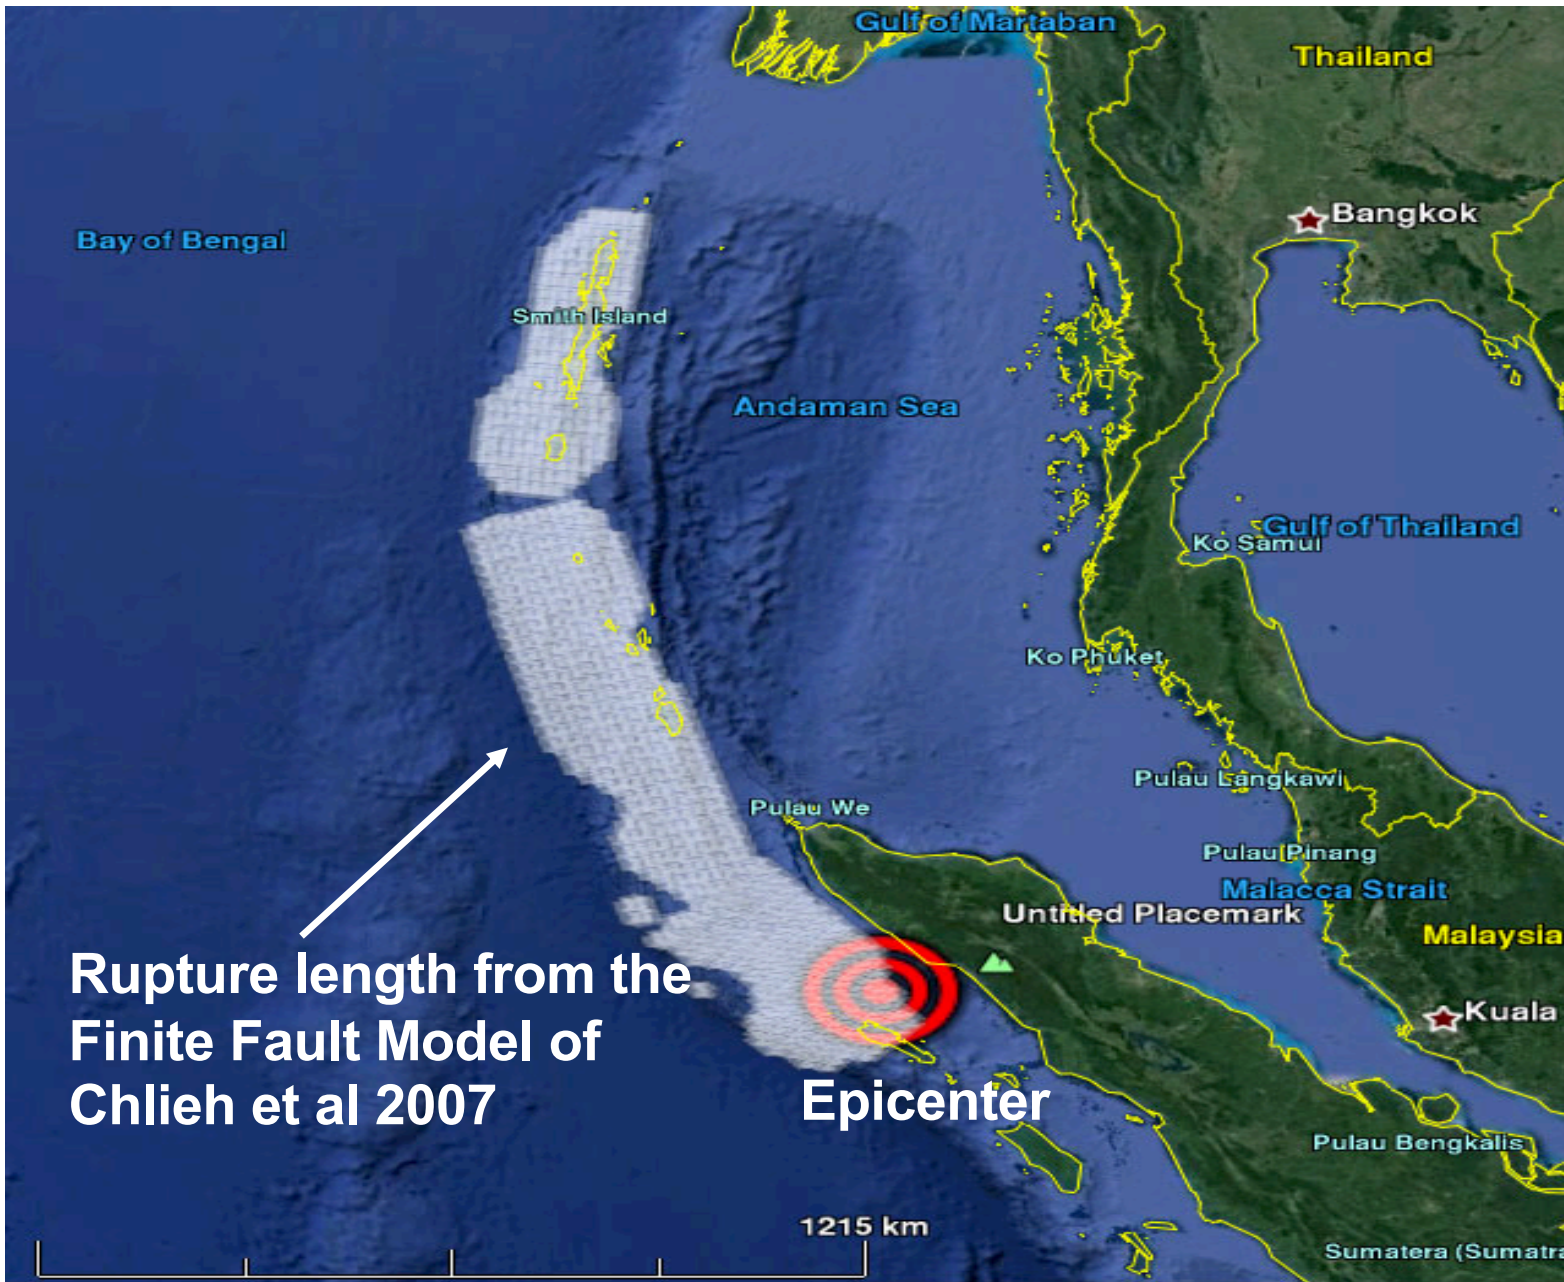 Gulf of Martaban
Thailand
Bangkok
Bay of Bengal
Smith Island
Andaman Sea
Gulf of Thailand
Ko Samui
Ko Phuket
Pulau Langkawi
Pulau We
Pulau Pinang
Malacca Strait
Untitled Placemark
Malaysia
Rupture length from the
Finite Fault Model of
Chlieh et al 2007
Kuala
Epicenter
Pulau Bengkalis
1215 km
Sumatera (Sumatra